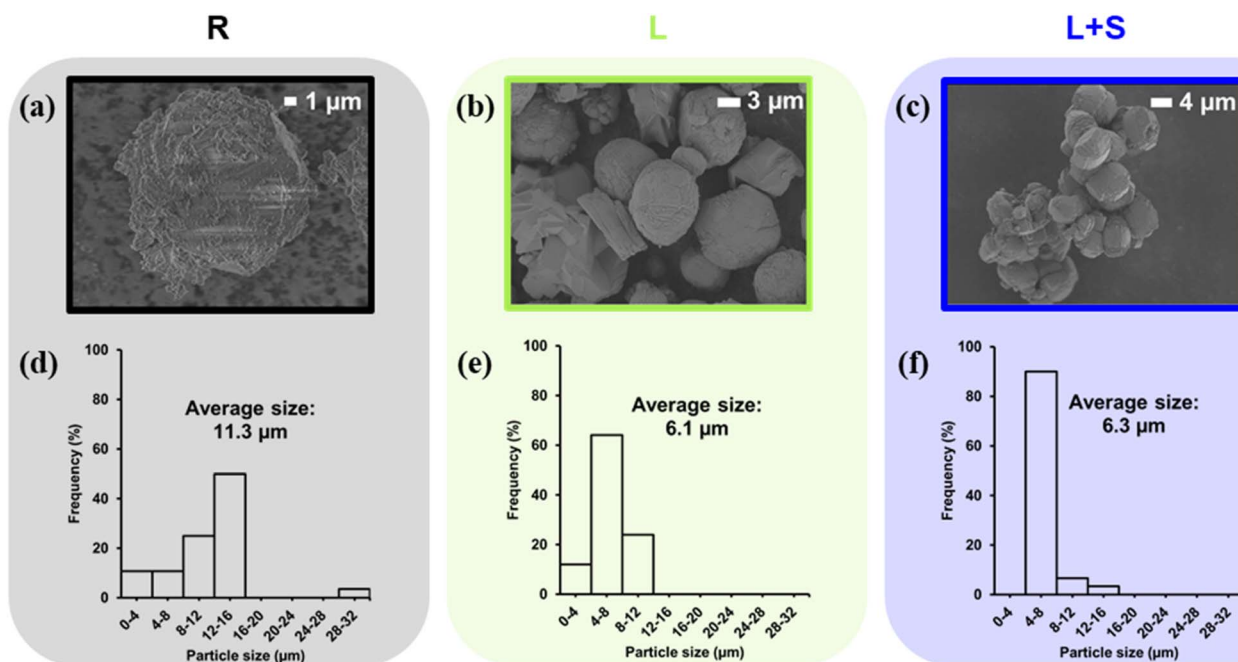 R
L
L+S
(a)
1 µm
(b)
3 µm
(c)
4 µm
(d)
100
80
60
40
20
0
Frequency (%)
Average size:
11.3 µm
0-4
4-8
8-12
12-16
16-20
20-24
24-28
28-32
Particle size (µm)
(e)
100
80
60
40
20
0
Frequency (%)
Average size:
6.1 µm
0-4
4-8
8-12
12-16
16-20
20-24
24-28
28-32
Particle size (µm)
(f)
100
80
60
40
20
0
Frequency (%)
Average size:
6.3 µm
0-4
4-8
8-12
12-16
16-20
20-24
24-28
28-32
Particle size (µm)